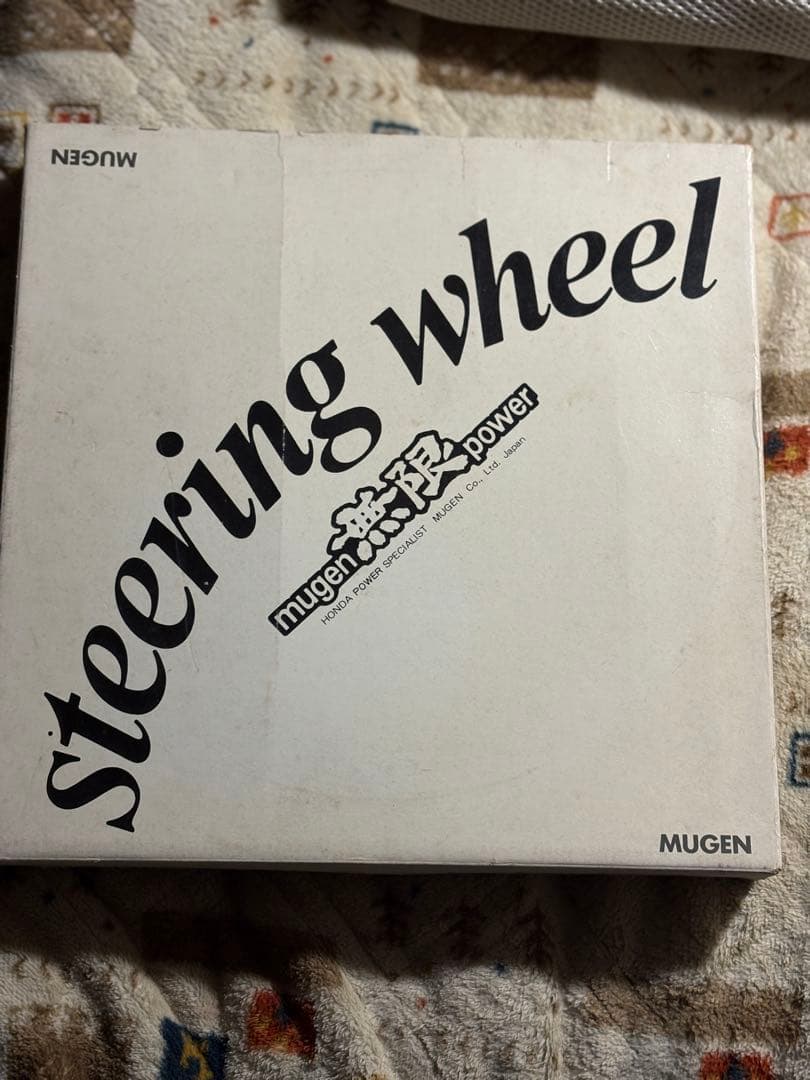 MUGEN
steering wheel
mugen 無限 power
HONDA POWER SPECIALIST MUGEN Co., Ltd. Japan
MUGEN